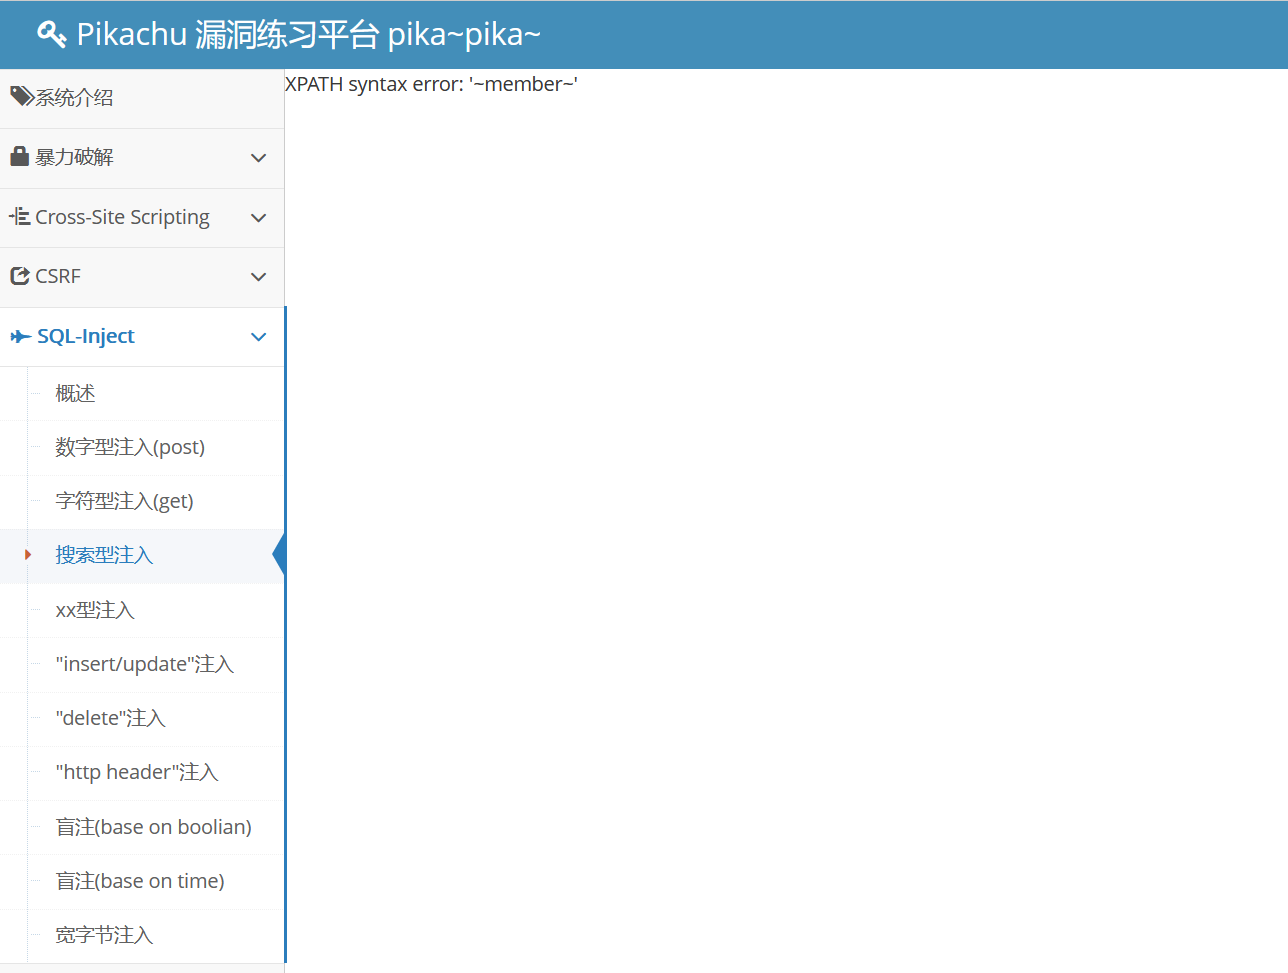 Pikachu 漏洞练习平台 pika~pika~
系统介绍
暴力破解
Cross-Site Scripting
CSRF
SQL-Inject
概述
数字型注入(post)
字符型注入(get)
搜索型注入
xx型注入
"insert/update"注入
"delete"注入
"http header"注入
盲注(base on boolian)
盲注(base on time)
宽字节注入
XPATH syntax error: '~member~'